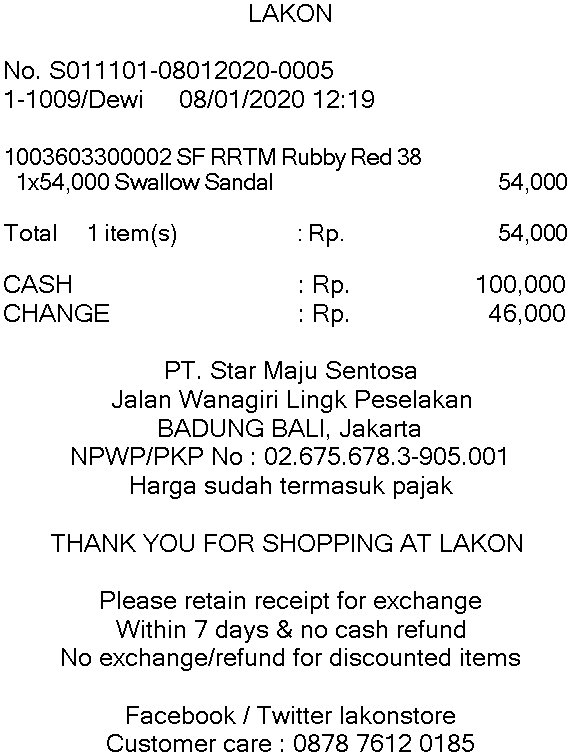 LAKON
No. S011101-08012020-0005
1-1009/Dewi 08/01/2020 12:19
1003603300002 SF RRTM Rubby Red 38
1x54,000 Swallow Sandal 54,000
Total 1 item(s) : Rp. 54,000
CASH : Rp. 100,000
CHANGE : Rp. 46,000
PT. Star Maju Sentosa
Jalan Wanagiri Lingk Peselakan
BADUNG BALI, Jakarta
NPWP/PKP No : 02.675.678.3-905.001
Harga sudah termasuk pajak
THANK YOU FOR SHOPPING AT LAKON
Please retain receipt for exchange
Within 7 days & no cash refund
No exchange/refund for discounted items
Facebook / Twitter lakonstore
Customer care : 0878 7612 0185